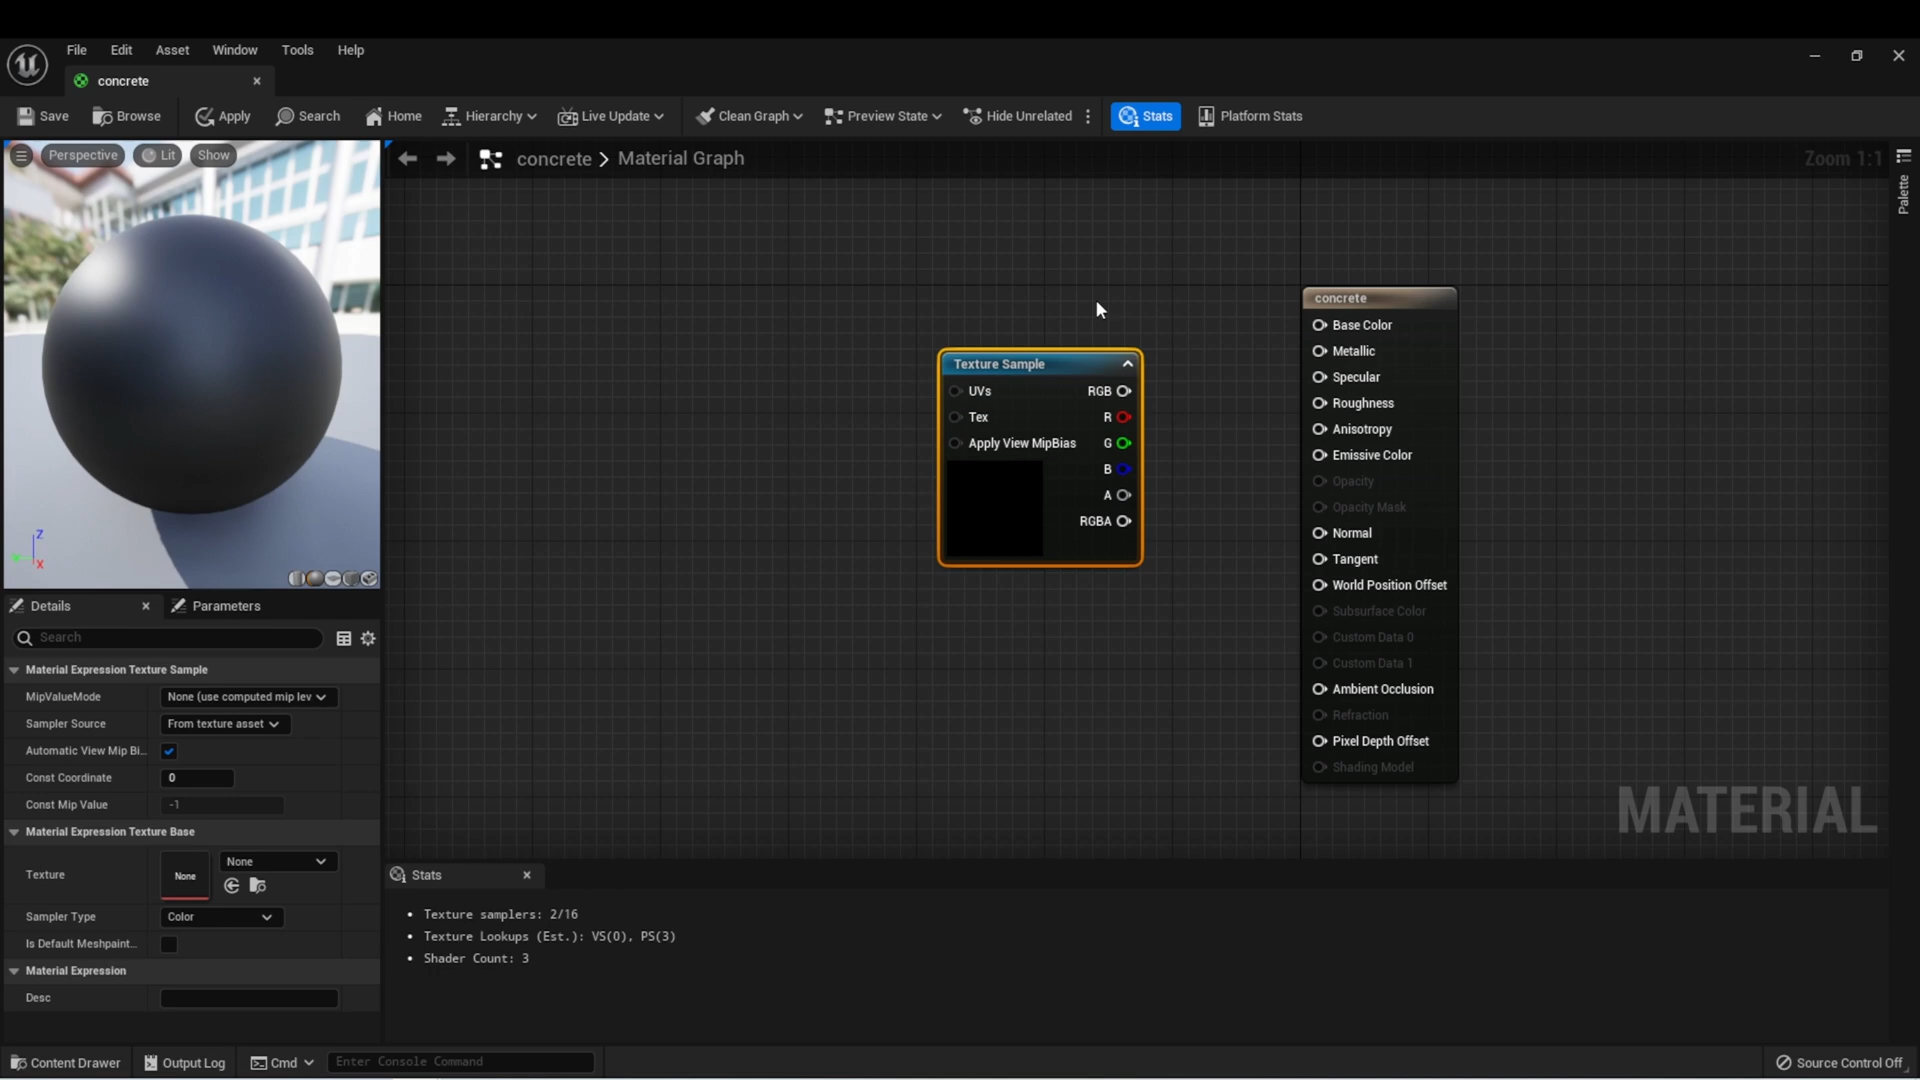 File Edit Asset Window Tools Help
concrete
Save Browse Apply Search Home Hierarchy Live Update Clean Graph Preview State Hide Unrelated Stats Platform Stats
Perspective Lit Show
concrete > Material Graph
Zoom 1:1
Palette
concrete
Base Color
Metallic
Specular
Roughness
Anisotropy
Emissive Color
Opacity
Opacity Mask
Normal
Tangent
World Position Offset
Subsurface Color
Custom Data 0
Custom Data 1
Ambient Occlusion
Refraction
Pixel Depth Offset
Shading Model
Texture Sample
UVs RGB
Tex R
Apply View MipBias G
B
A
RGBA
MATERIAL
Z
X
Details Parameters
Search
Material Expression Texture Sample
MipValueMode None (use computed mip lev
Sampler Source From texture asset
Automatic View Mip Bi...
Const Coordinate 0
Const Mip Value -1
Material Expression Texture Base
Texture None None
Sampler Type Color
Is Default Meshpaint...
Material Expression
Desc
Stats
• Texture samplers: 2/16
• Texture Lookups (Est.): VS(0), PS(3)
• Shader Count: 3
Content Drawer Output Log Cmd Enter Console Command Source Control Off